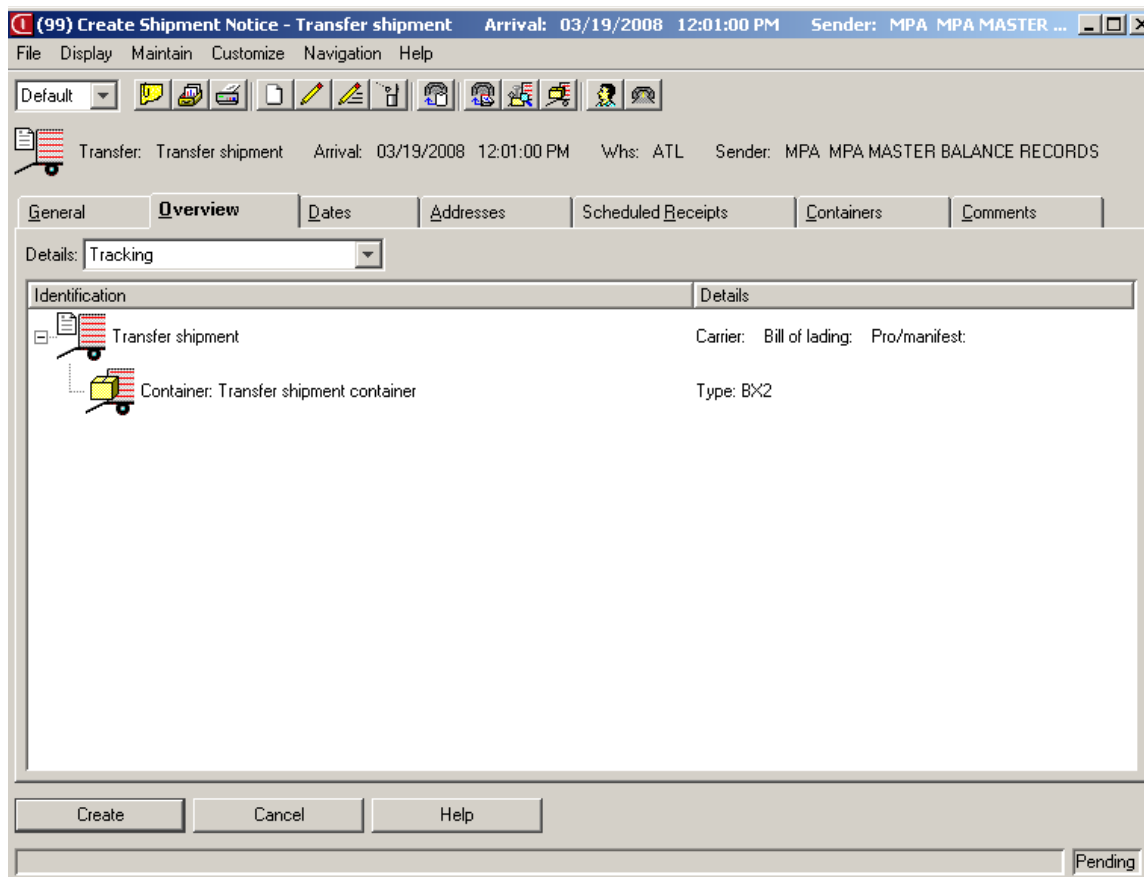 (99) Create Shipment Notice - Transfer shipment Arrival: 03/19/2008 12:01:00 PM Sender: MPA MPA MASTER ...
File Display Maintain Customize Navigation Help
Default
Transfer: Transfer shipment Arrival: 03/19/2008 12:01:00 PM Whs: ATL Sender: MPA MPA MASTER BALANCE RECORDS
General Overview Dates Addresses Scheduled Receipts Containers Comments
Details: Tracking
Identification Details
Transfer shipment Carrier: Bill of lading: Pro/manifest:
Container: Transfer shipment container Type: BX2
Create Cancel Help
Pending